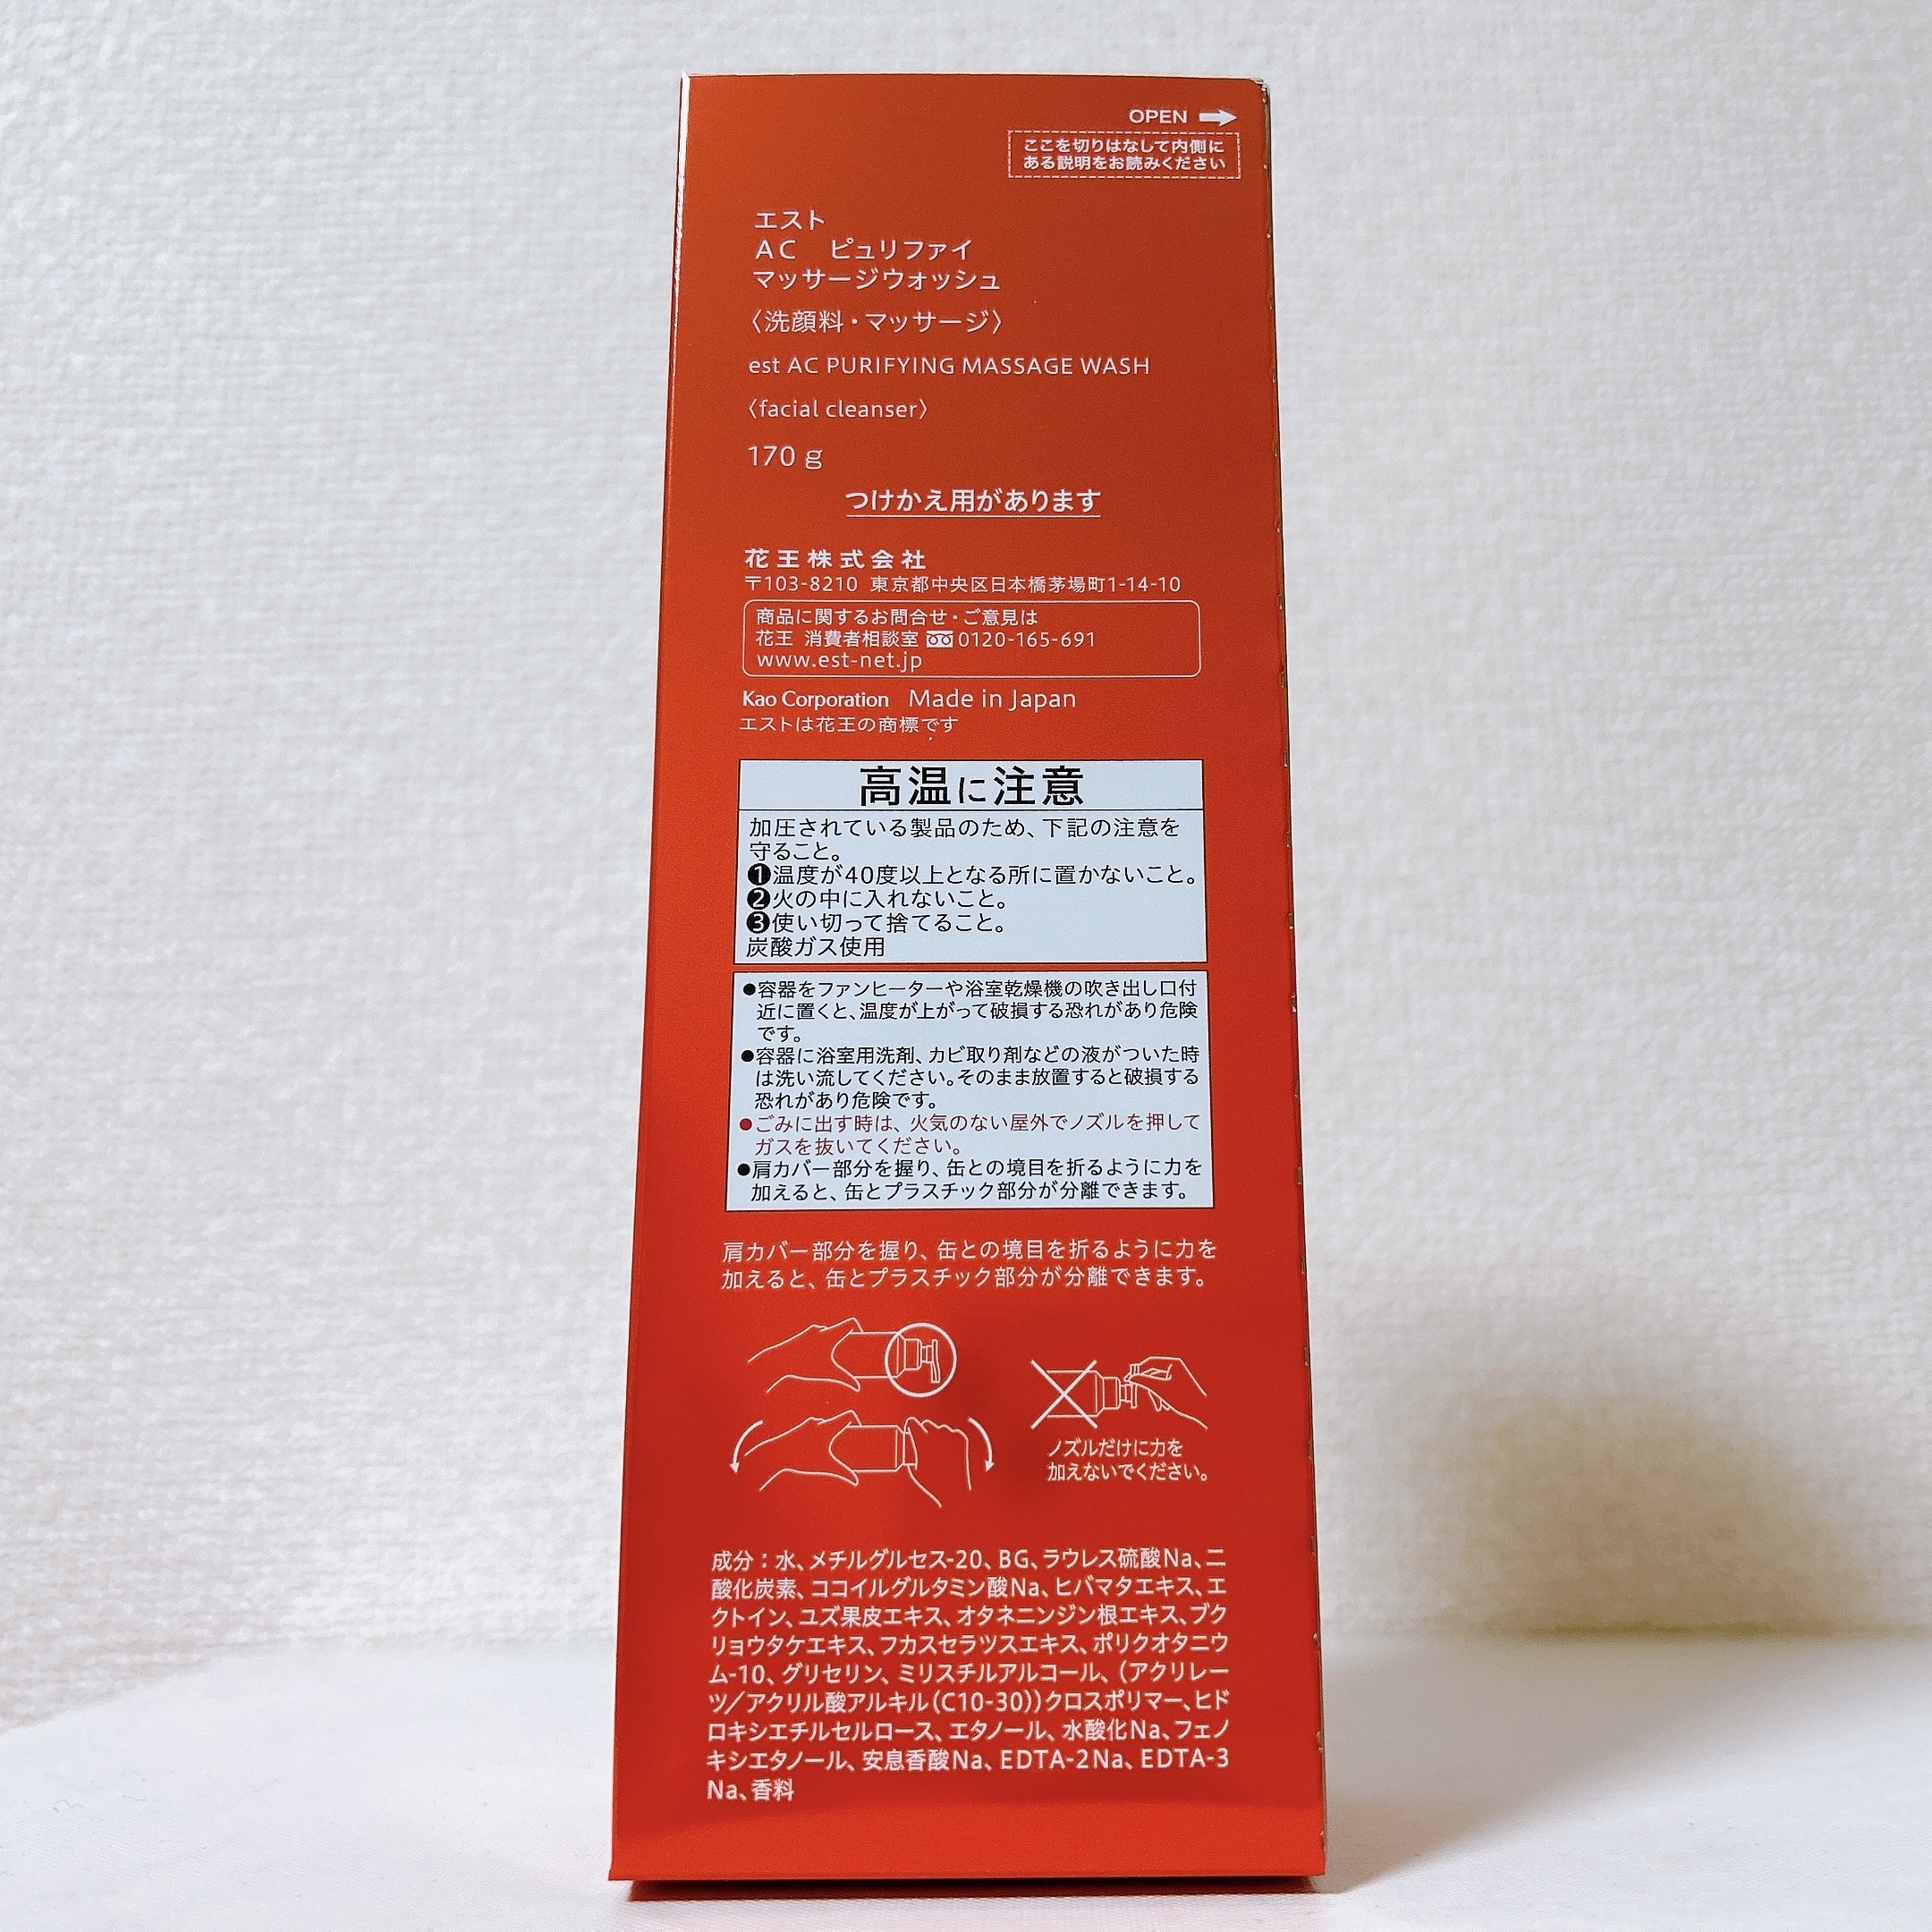 OPEN
ここを切りはなして内側に
ある説明をお読みください
エスト
AC ピュリファイ
マッサージウォッシュ
〈洗顔料・マッサージ〉
est AC PURIFYING MASSAGE WASH
〈facial cleanser〉
170 g
つけかえ用があります
花王株式会社
〒103-8210 東京都中央区日本橋茅場町1-14-10
商品に関するお問合せ・ご意見は
花王 消費者相談室 0120-165-691
www.est-net.jp
Kao Corporation Made in Japan
エストは花王の商標です
高温に注意
加圧されている製品のため、下記の注意を
守ること。
❶温度が40度以上となる所に置かないこと。
❷火の中に入れないこと。
❸使い切って捨てること。
炭酸ガス使用
●容器をファンヒーターや浴室乾燥機の吹き出し口付
近に置くと、温度が上がって破損する恐れがあり危険
です。
●容器に浴室用洗剤、カビ取り剤などの液がついた時
は洗い流してください。そのまま放置すると破損する
恐れがあり危険です。
●ごみに出す時は、火気のない屋外でノズルを押して
ガスを抜いてください。
●肩カバー部分を握り、缶との境目を折るように力を
加えると、缶とプラスチック部分が分離できます。
肩カバー部分を握り、缶との境目を折るように力を
加えると、缶とプラスチック部分が分離できます。
ノズルだけに力を
加えないでください。
成分：水、メチルグルセス-20、BG、ラウレス硫酸Na、二
酸化炭素、ココイルグルタミン酸Na、ヒバマタエキス、エ
クトイン、ユズ果皮エキス、オタネニンジン根エキス、ブク
リョウタケエキス、フカスセラツスエキス、ポリクオタニウ
ム-10、グリセリン、ミリスチルアルコール、（アクリレー
ツ／アクリル酸アルキル（C10-30））クロスポリマー、ヒド
ロキシエチルセルロース、エタノール、水酸化Na、フェノ
キシエタノール、安息香酸Na、EDTA-2Na、EDTA-3
Na、香料